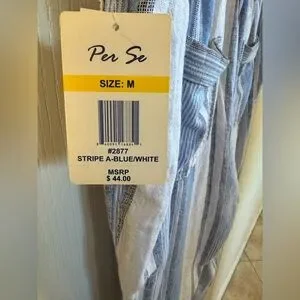 Per Se
SIZE: M
#2877
STRIPE A-BLUE/WHITE
MSRP
$ 44.00